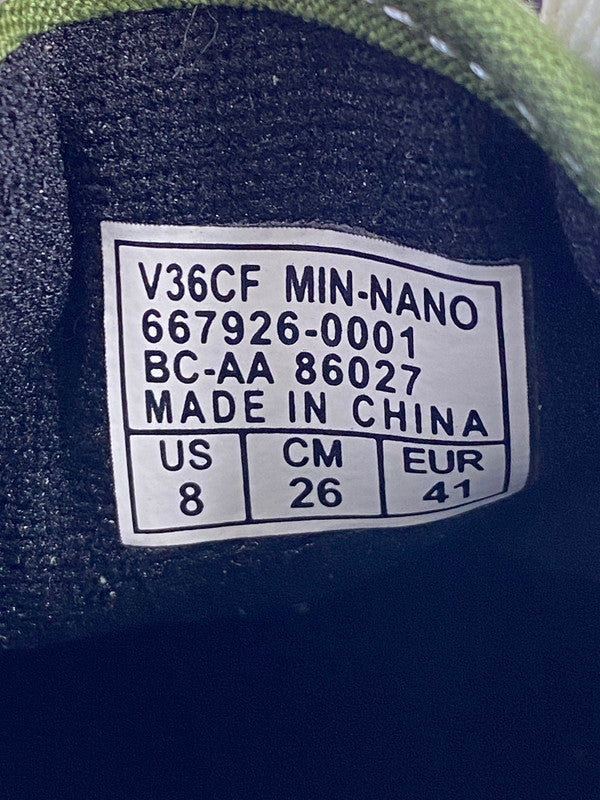 V36CF MIN-NANO
667926-0001
BC-AA 86027
MADE IN CHINA
US CM EUR
8 26 41